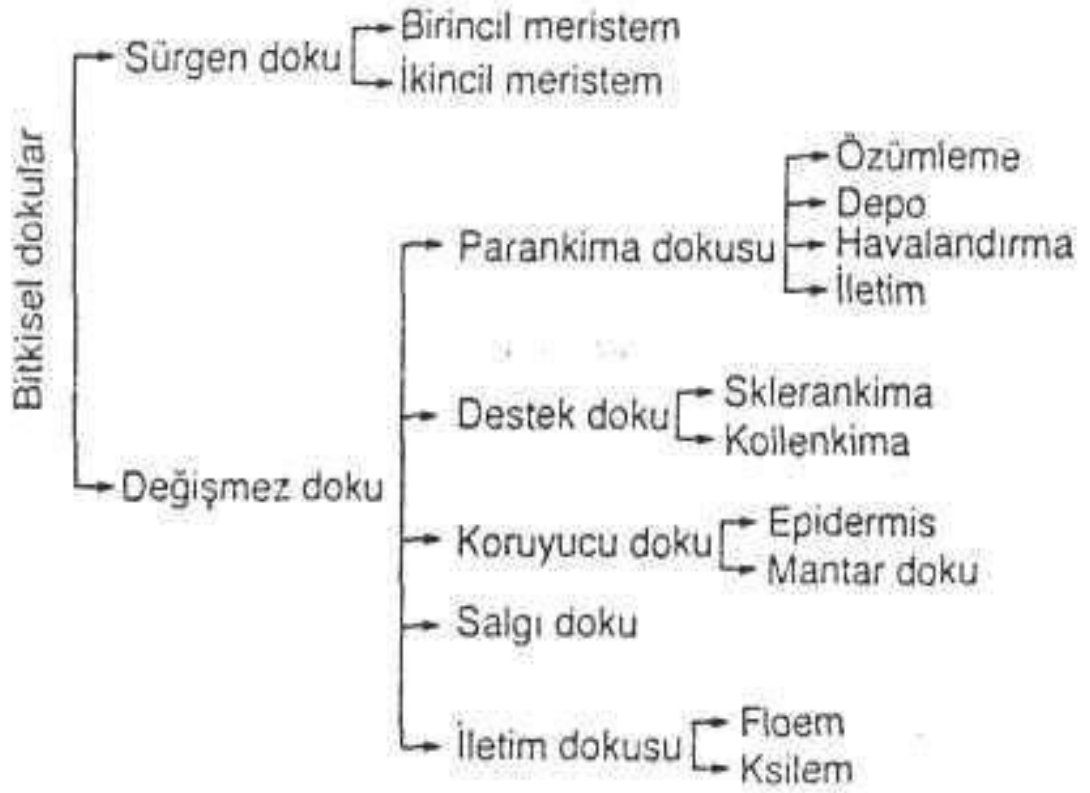 Bitkisel dokular
Sürgen doku
Birincil meristem
İkincil meristem
Değişmez doku
Parankima dokusu
Özümleme
Depo
Havalandırma
İletim
Destek doku
Sklerankima
Kollenkima
Koruyucu doku
Epidermis
Mantar doku
Salgı doku
İletim dokusu
Floem
Ksilem